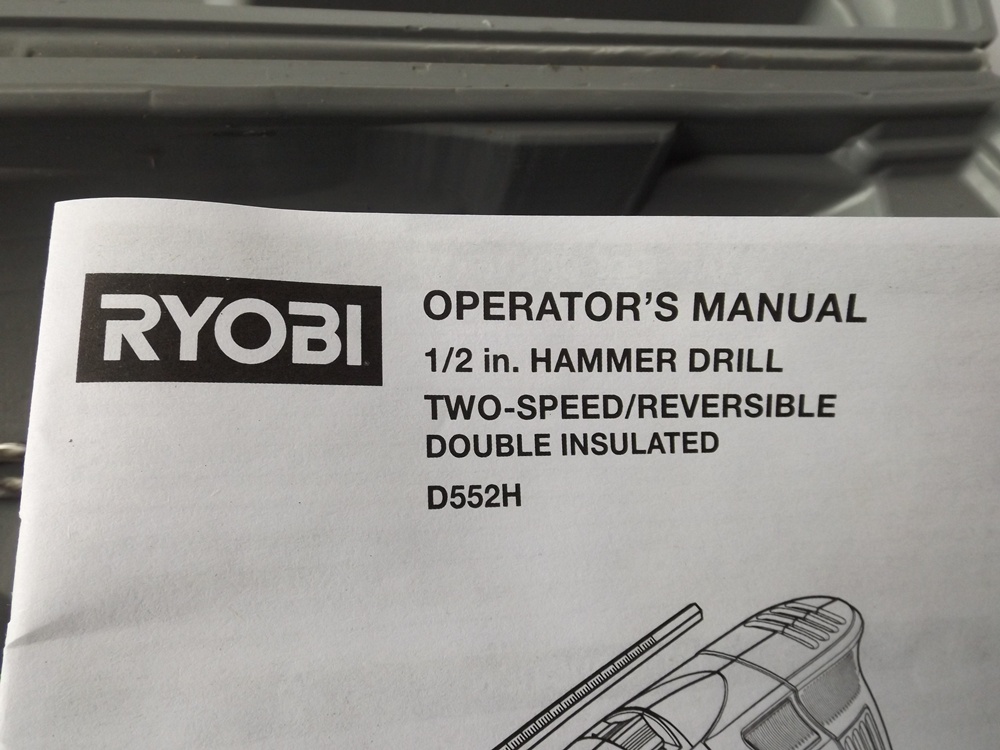 RYOBI
OPERATOR'S MANUAL
1/2 in. HAMMER DRILL
TWO-SPEED/REVERSIBLE
DOUBLE INSULATED
D552H